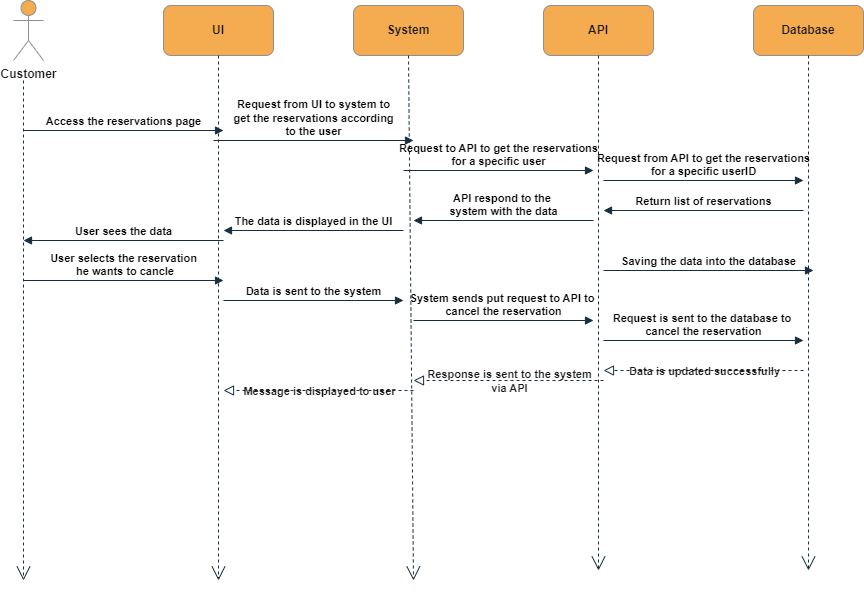 UI
System
API
Database
Customer
Access the reservations page
Request from UI to system to
get the reservations according
to the user
Request to API to get the reservations
for a specific user
Request from API to get the reservations
for a specific userID
Return list of reservations
API respond to the
system with the data
The data is displayed in the UI
User sees the data
User selects the reservation
he wants to cancle
Saving the data into the database
Data is sent to the system
System sends put request to API to
cancel the reservation
Request is sent to the database to
cancel the reservation
Data is updated successfully
Response is sent to the system
via API
Message is displayed to user